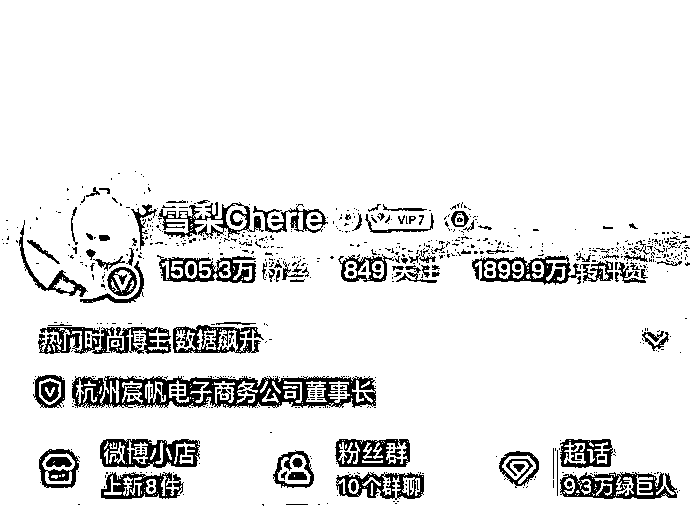 雪梨Cherie VIP7
1505.3万 粉丝 849 关注 1899.9万 转评赞
热门时尚博主 数据飙升
杭州宸帆电子商务公司董事长
微博小店 粉丝群 超话
上新8件 10个群聊 9.3万绿巨人